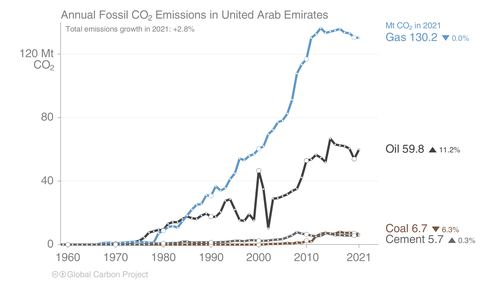 Annual Fossil CO₂ Emissions in United Arab Emirates
Total emissions growth in 2021: +2.8%
Mt CO₂ in 2021
Gas 130.2 ▼ 0.0%
120 Mt
CO₂
80
Oil 59.8 ▲ 11.2%
40
Coal 6.7 ▼ 6.3%
Cement 5.7 ▲ 0.3%
0
1960 1970 1980 1990 2000 2010 2021
Global Carbon Project